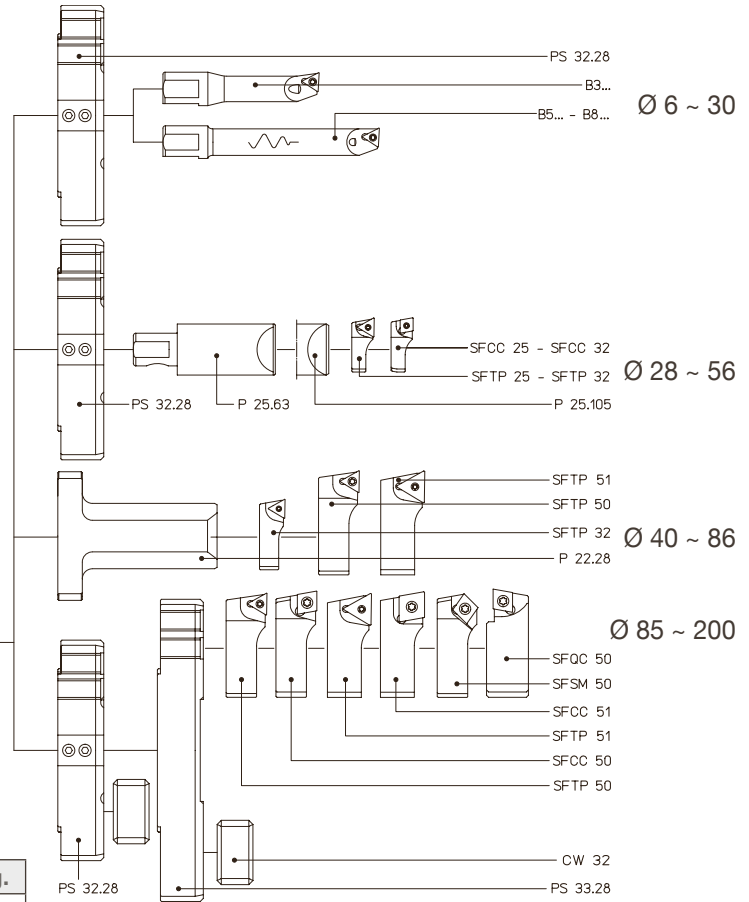 PS 32.28
B3...
B5... - B8...
Ø 6 ~ 30
SFCC 25 - SFCC 32
SFTP 25 - SFTP 32
Ø 28 ~ 56
PS 32.28
P 25.63
P 25.105
SFTP 51
SFTP 50
SFTP 32
Ø 40 ~ 86
P 22.28
Ø 85 ~ 200
SFQC 50
SFSM 50
SFCC 51
SFTP 51
SFCC 50
SFTP 50
CW 32
PS 32.28
PS 33.28